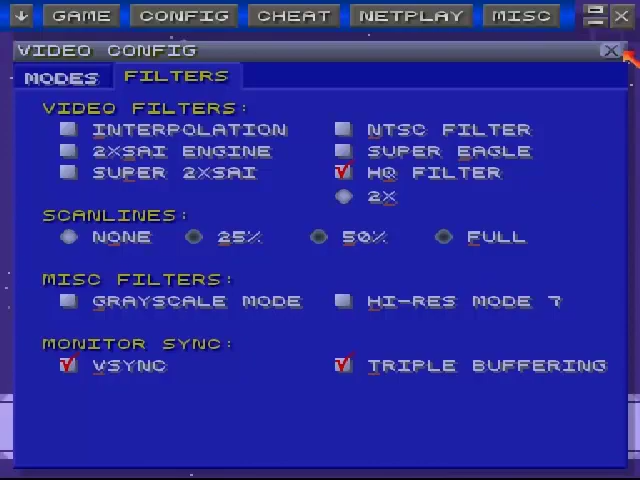 GAME CONFIG CHEAT NETPLAY MISC
VIDEO CONFIG
MODES FILTERS
VIDEO FILTERS:
INTERPOLATION NTSC FILTER
2XSAI ENGINE SUPER EAGLE
SUPER 2XSAI HQ FILTER
2X
SCANLINES:
NONE 25% 50% FULL
MISC FILTERS:
GRAYSCALE MODE HI-RES MODE 7
MONITOR SYNC:
VSYNC TRIPLE BUFFERING